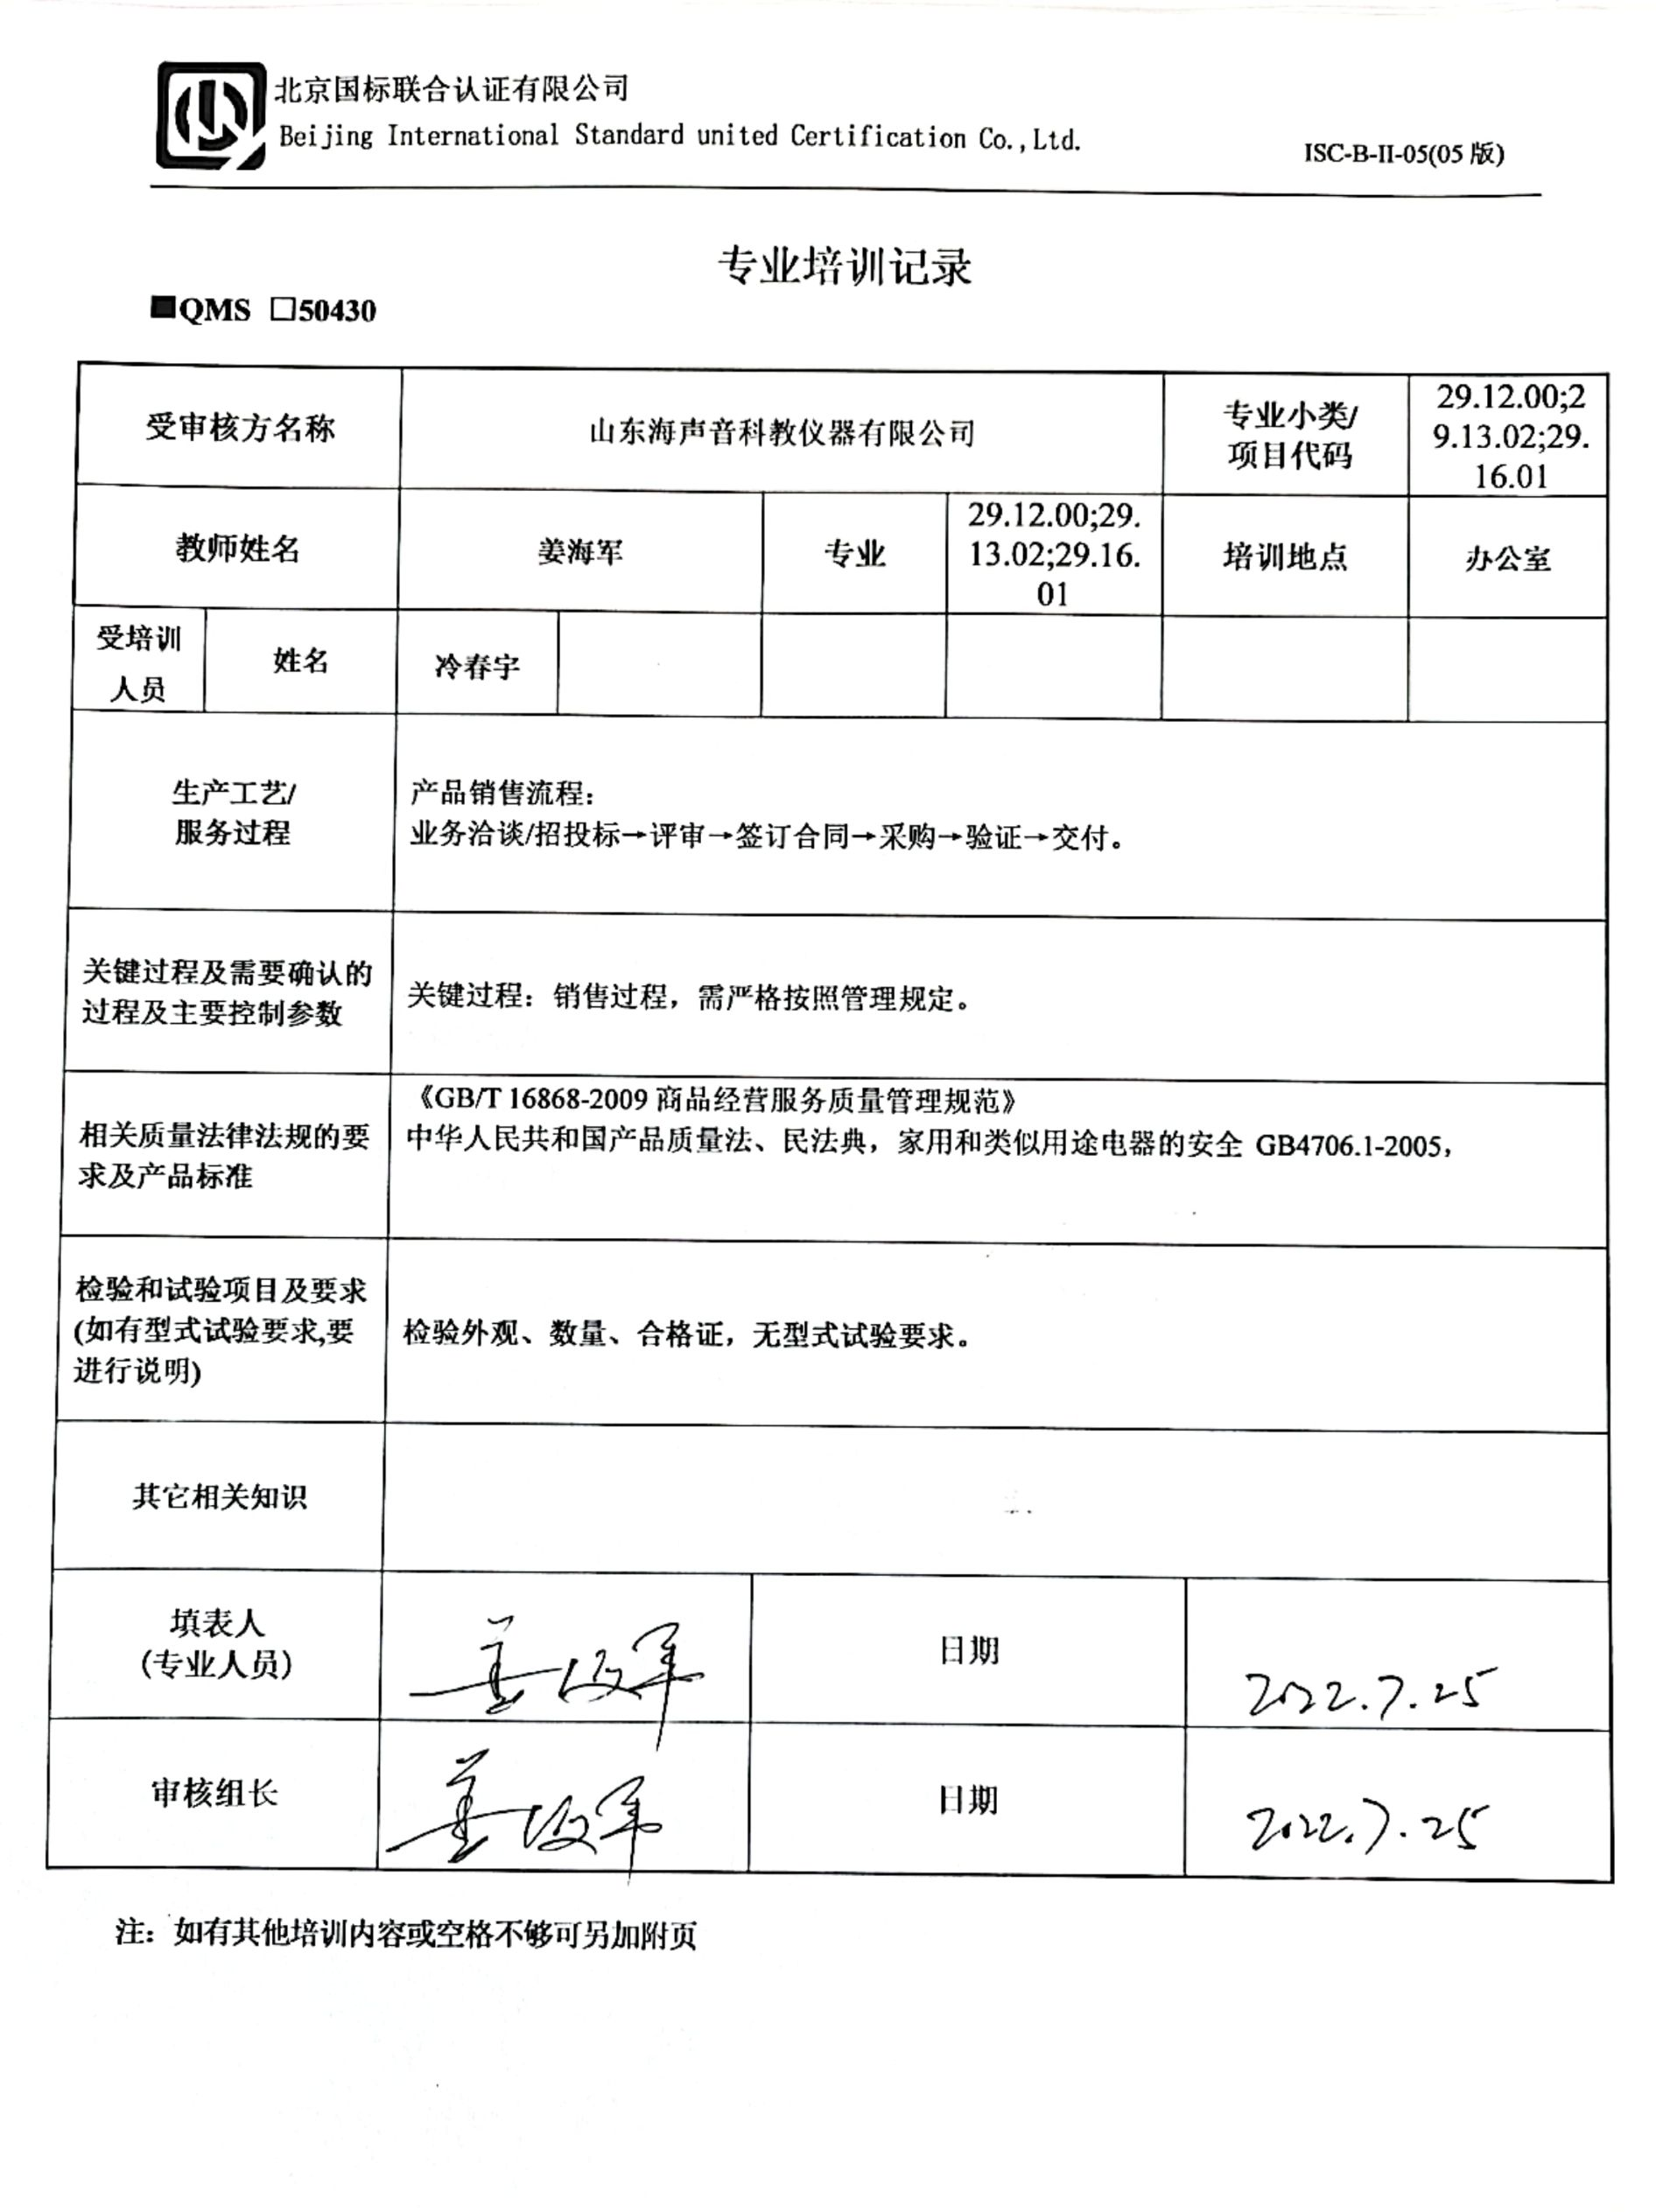 北京国标联合认证有限公司
Beijing International Standard united Certification Co.,Ltd.
ISC-B-II-05(05 版)
专业培训记录
■QMS □50430
受审核方名称
山东海声音科教仪器有限公司
专业小类/
项目代码
29.12.00;2
9.13.02;29.
16.01
教师姓名
姜海军
专业
29.12.00;29.
13.02;29.16.
01
培训地点
办公室
受培训
人员
姓名
冷春宇
生产工艺/
服务过程
产品销售流程：
业务洽谈/招投标→评审→签订合同→采购→验证→交付。
关键过程及需要确认的
过程及主要控制参数
关键过程：销售过程，需严格按照管理规定。
相关质量法律法规的要
求及产品标准
《GB/T 16868-2009 商品经营服务质量管理规范》
中华人民共和国产品质量法、民法典，家用和类似用途电器的安全 GB4706.1-2005，
检验和试验项目及要求
(如有型式试验要求,要
进行说明)
检验外观、数量、合格证，无型式试验要求。
其它相关知识
填表人
(专业人员)
姜海军
日期
2022.7.25
审核组长
姜海军
日期
2022.7.25
注：如有其他培训内容或空格不够可另加附页